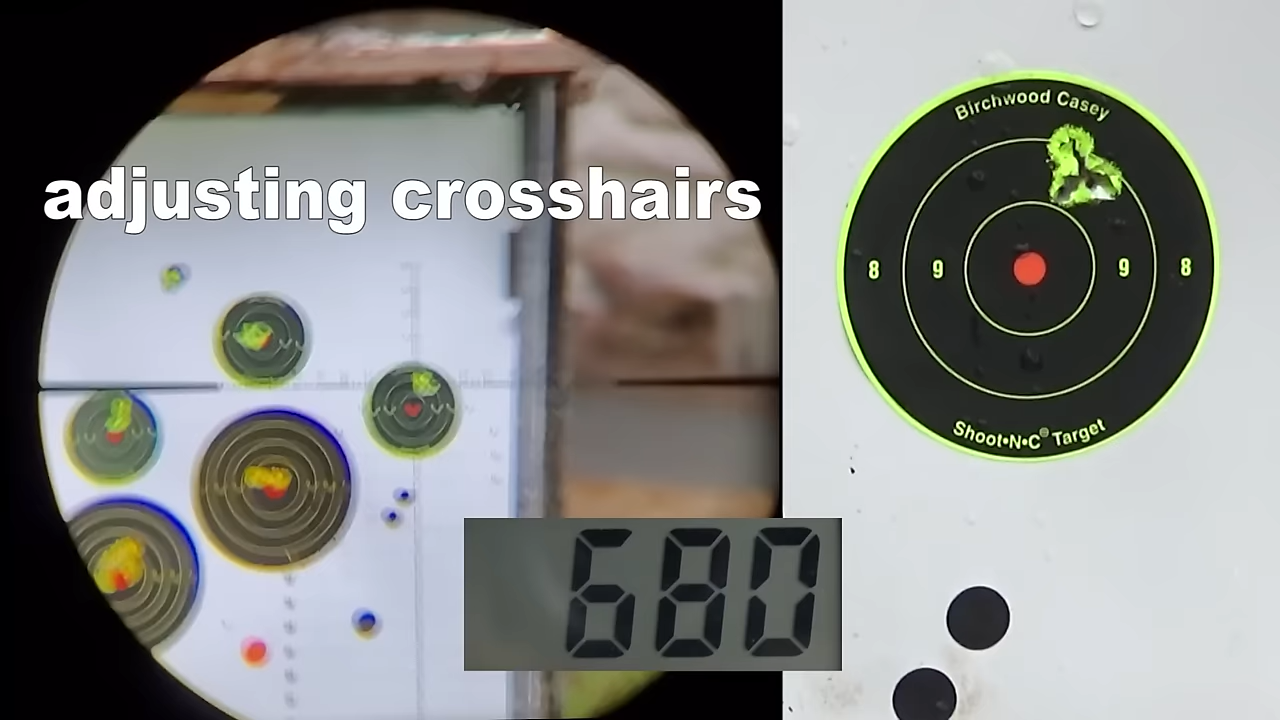 adjusting crosshairs
Birchwood Casey
8 9 9 8
Shoot•N•C® Target
680